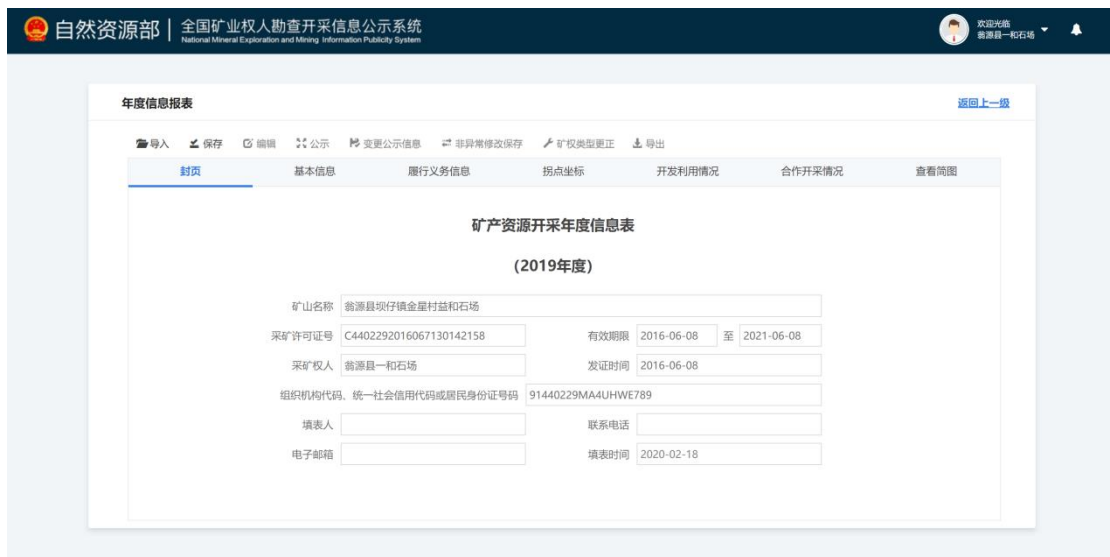 自然资源部 全国矿业权人勘查开采信息公示系统
National Mineral Exploration and Mining Information Publicity System
欢迎光临
翁源县一和石场
年度信息报表 返回上一级
导入 保存 编辑 公示 变更公示信息 非异常修改保存 矿权类型更正 导出
封页 基本信息 履行义务信息 拐点坐标 开发利用情况 合作开采情况 查看简图
矿产资源开采年度信息表
(2019年度)
矿山名称 翁源县坝仔镇金星村益和石场
采矿许可证号 C4402292016067130142158 有效期限 2016-06-08 至 2021-06-08
采矿权人 翁源县一和石场 发证时间 2016-06-08
组织机构代码、统一社会信用代码或居民身份证号码 91440229MA4UHWE789
填表人 联系电话
电子邮箱 填表时间 2020-02-18